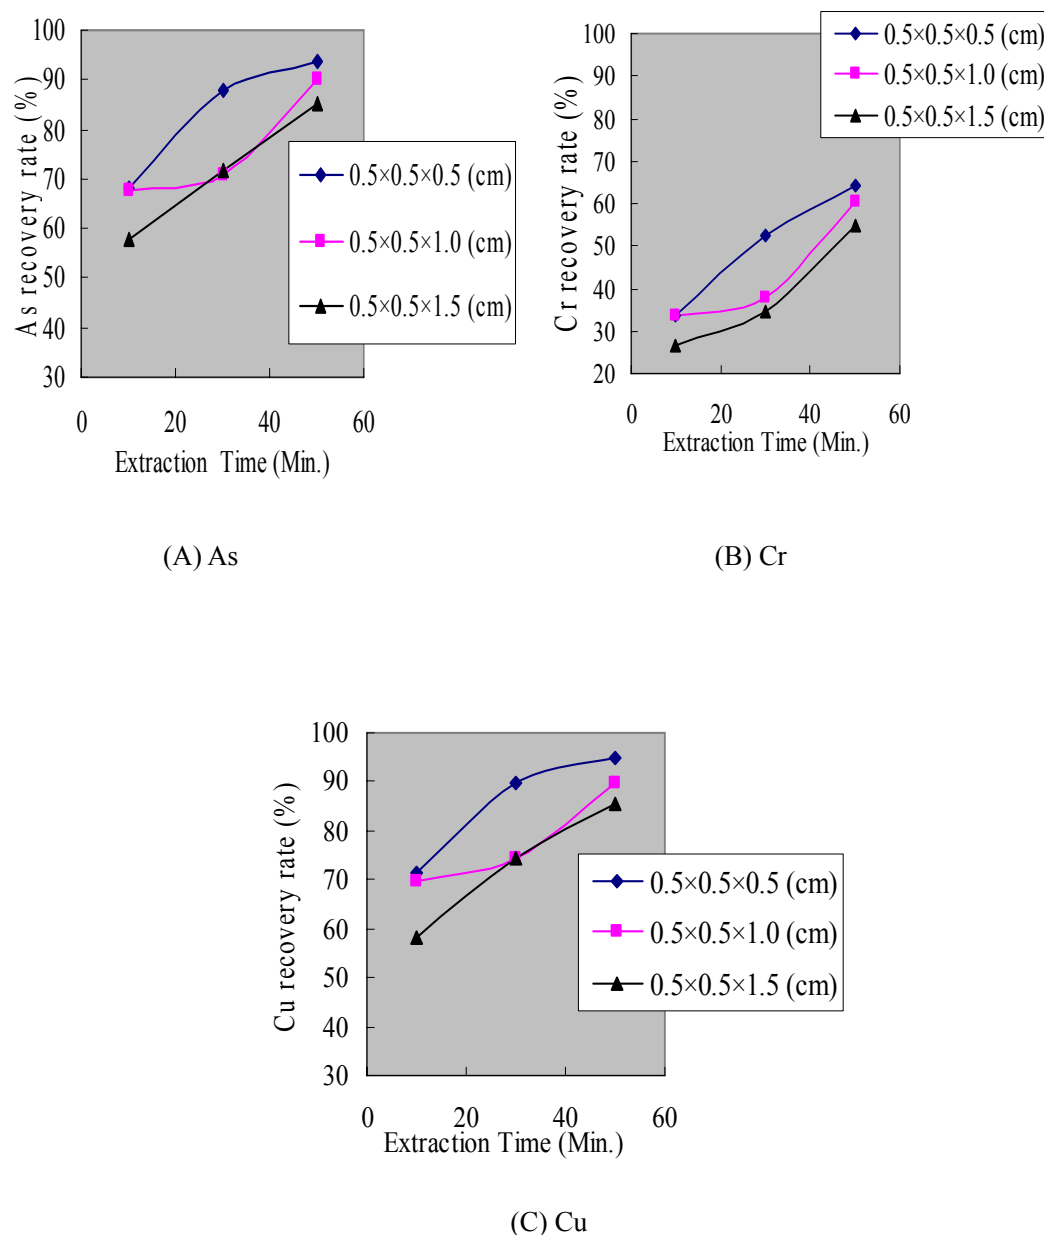 100
90
80
70
60
50
40
30
As recovery rate (%)
0 20 40 60
Extraction Time (Min.)
0.5×0.5×0.5 (cm)
0.5×0.5×1.0 (cm)
0.5×0.5×1.5 (cm)
(A) As
100
90
80
70
60
50
40
30
20
Cr recovery rate (%)
0 20 40 60
Extraction Time (Min.)
0.5×0.5×0.5 (cm)
0.5×0.5×1.0 (cm)
0.5×0.5×1.5 (cm)
(B) Cr
100
90
80
70
60
50
40
30
Cu recovery rate (%)
0 20 40 60
Extraction Time (Min.)
0.5×0.5×0.5 (cm)
0.5×0.5×1.0 (cm)
0.5×0.5×1.5 (cm)
(C) Cu